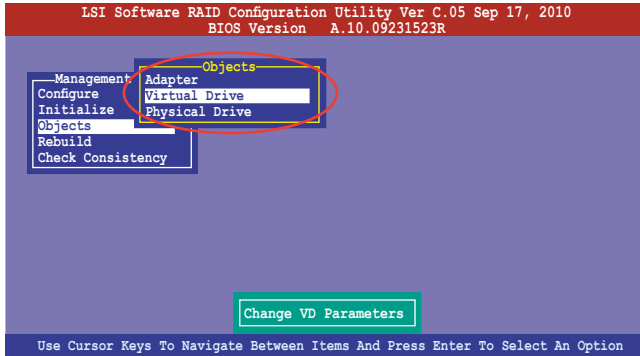 LSI Software RAID Configuration Utility Ver C.05 Sep 17, 2010
BIOS Version A.10.09231523R
Management
Configure
Initialize
Objects
Rebuild
Check Consistency
Objects
Adapter
Virtual Drive
Physical Drive
Change VD Parameters
Use Cursor Keys To Navigate Between Items And Press Enter To Select An Option